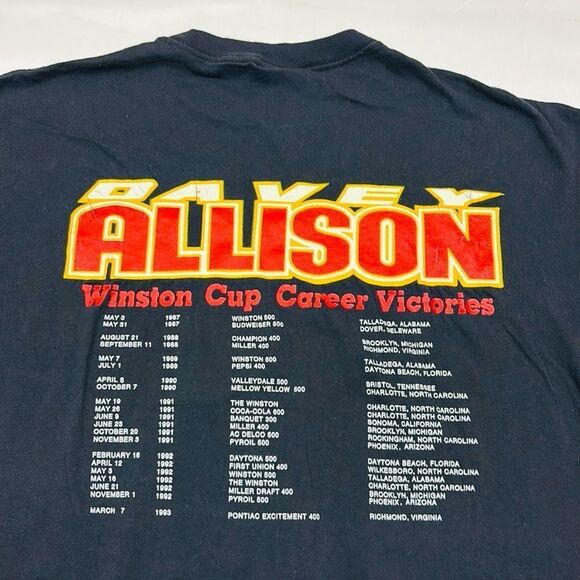 DAVEY
ALLISON
Winston Cup Career Victories
MAY 3 1987 WINSTON 500 TALLADEGA, ALABAMA
MAY 31 1987 BUDWEISER 500 DOVER, DELEWARE
AUGUST 21 1988 CHAMPION 400 BROOKLYN, MICHIGAN
SEPTEMBER 11 1988 MILLER 400 RICHMOND, VIRGINIA
MAY 7 1989 WINSTON 500 TALLADEGA, ALABAMA
JULY 1 1989 PEPSI 400 DAYTONA BEACH, FLORIDA
APRIL 8 1990 VALLEYDALE 500 BRISTOL, TENNESSEE
OCTOBER 7 1990 MELLOW YELLOW 500 CHARLOTTE, NORTH CAROLINA
MAY 19 1991 THE WINSTON CHARLOTTE, NORTH CAROLINA
MAY 26 1991 COCA-COLA 600 CHARLOTTE, NORTH CAROLINA
JUNE 9 1991 BANQUET 300 SONOMA, CALIFORNIA
JUNE 23 1991 MILLER 400 BROOKLYN, MICHIGAN
OCTOBER 20 1991 AC DELCO 500 ROCKINGHAM, NORTH CAROLINA
NOVEMBER 3 1991 PYROIL 500 PHOENIX, ARIZONA
FEBRUARY 16 1992 DAYTONA 500 DAYTONA BEACH, FLORIDA
APRIL 12 1992 FIRST UNION 400 WILKESBORO, NORTH CAROLINA
MAY 3 1992 WINSTON 500 TALLADEGA, ALABAMA
MAY 16 1992 THE WINSTON CHARLOTTE, NORTH CAROLINA
JUNE 21 1992 MILLER DRAFT 400 BROOKLYN, MICHIGAN
NOVEMBER 1 1992 PYROIL 500 PHOENIX, ARIZONA
MARCH 7 1993 PONTIAC EXCITEMENT 400 RICHMOND, VIRGINIA